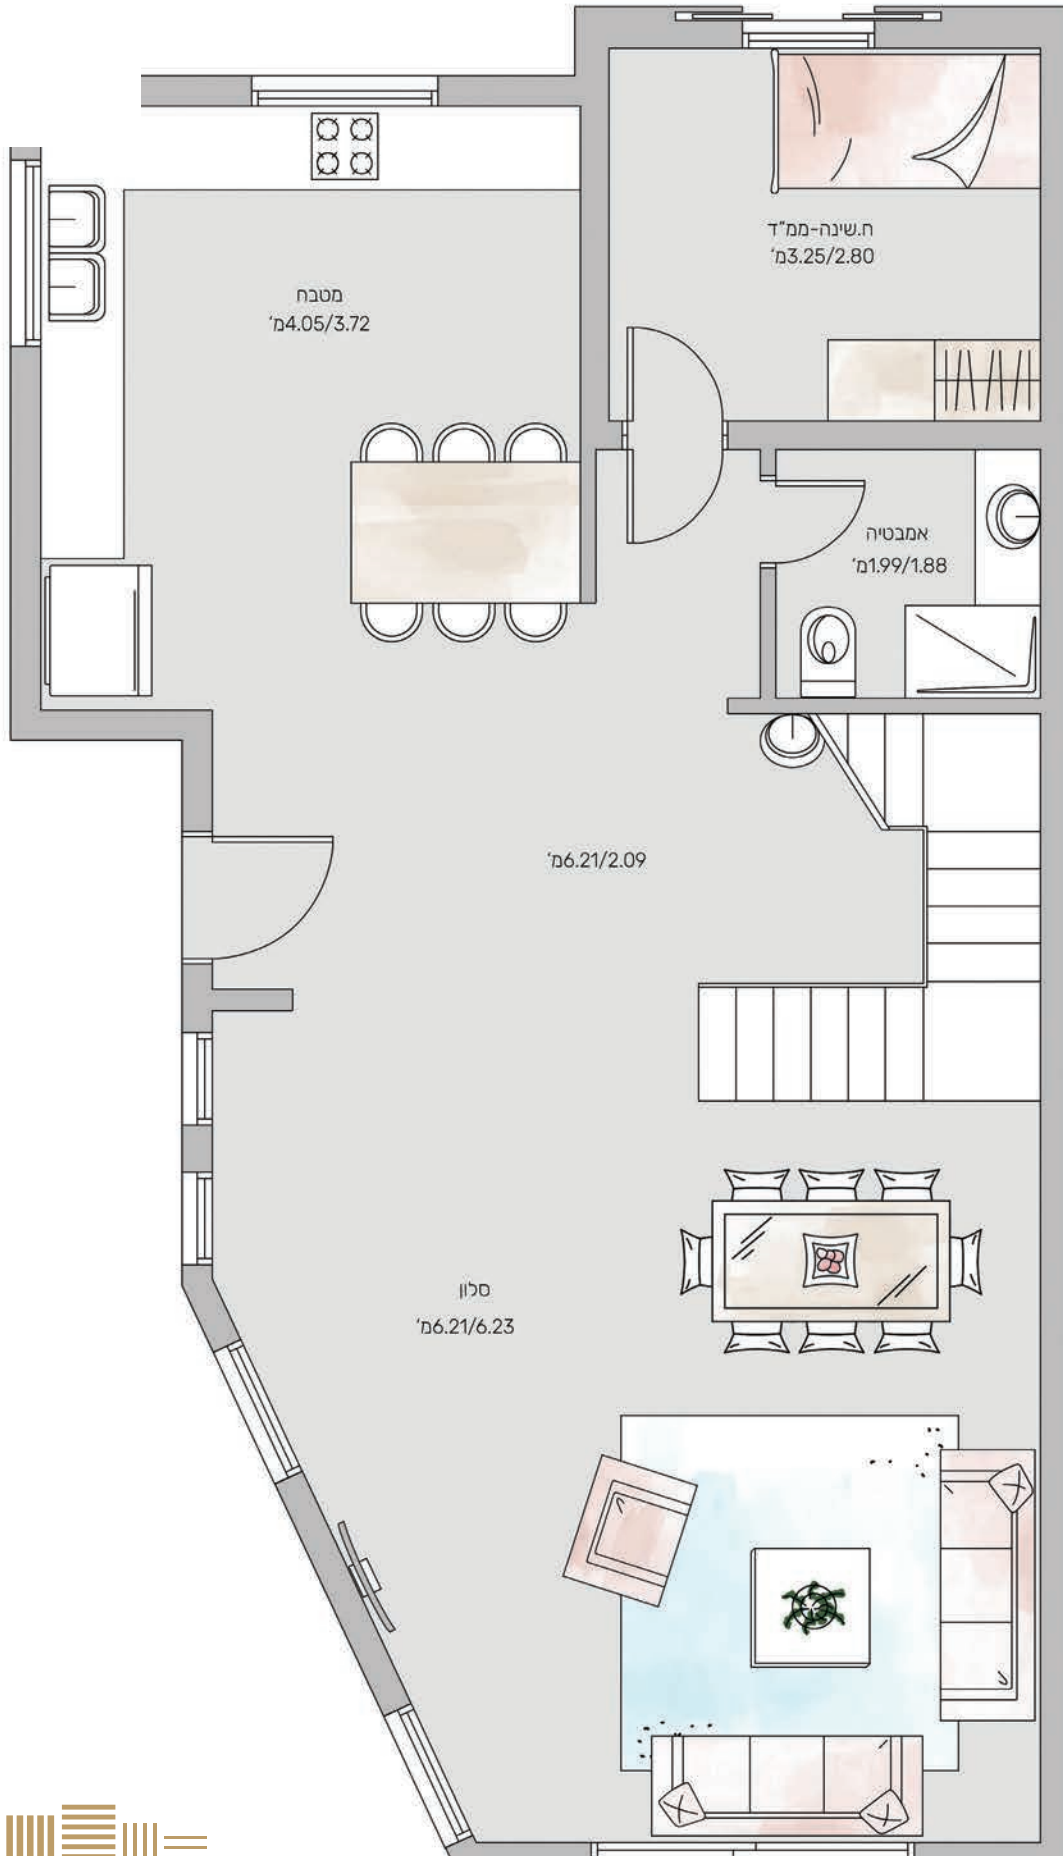 ח.שינה-ממ"ד
3.25/2.80מ'
מטבח
4.05/3.72מ'
אמבטיה
1.99/1.88מ'
6.21/2.09מ'
סלון
6.21/6.23מ'